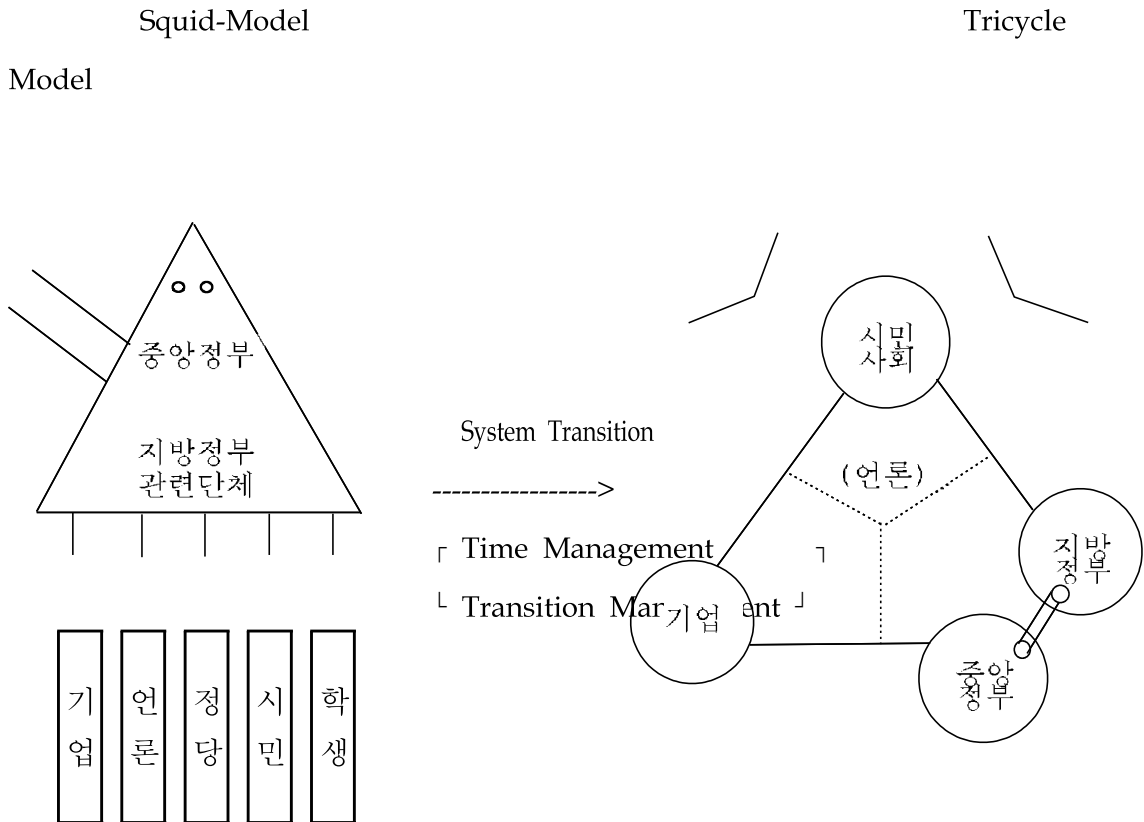 Squid-Model Tricycle
Model
중앙정부
지방정부
관련단체
System Transition
------------------>
┌ Time Management ┐
└ Transition Mar ent ┘
시민
사회
(언론)
지방
정부
기업
중앙
정부
기업
언론
정당
시민
학생